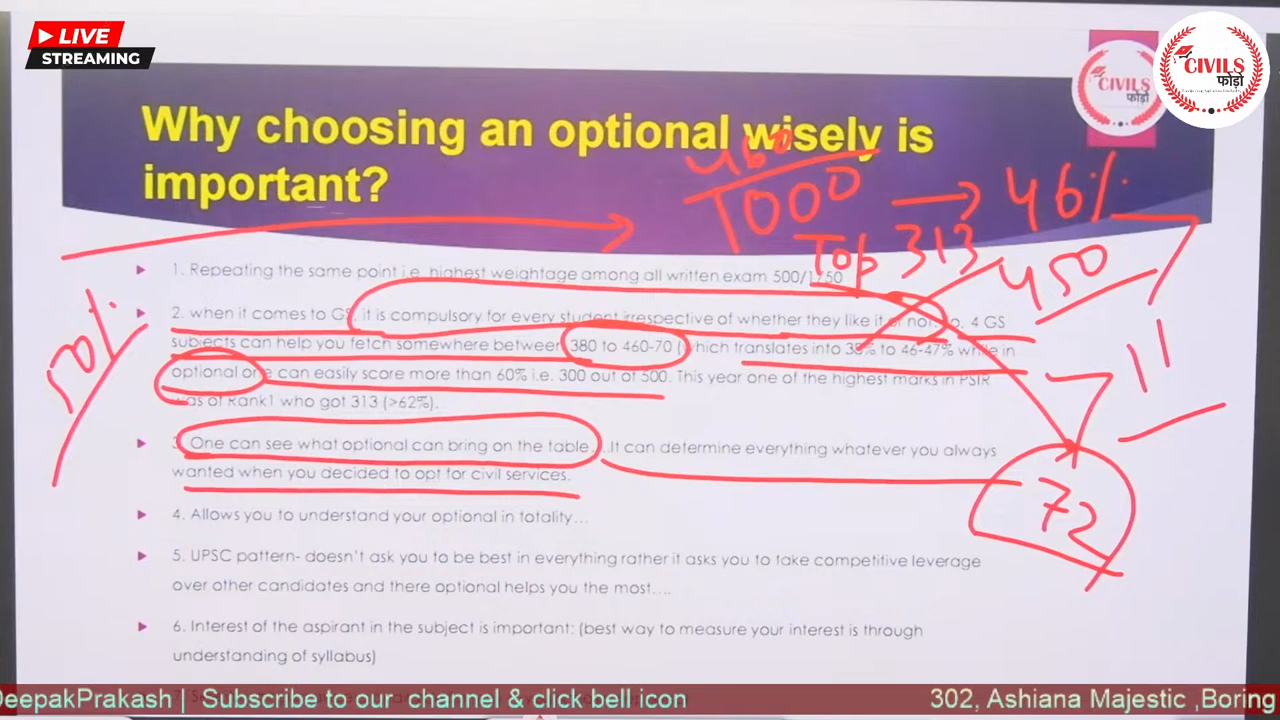 LIVE
STREAMING
CIVILS
फोड़ो
CIVILS
फोड़ो
Why choosing an optional wisely is
important?
460
1000
→ 46%
Top 313
450
50%
11
72
1. Repeating the same point i.e. highest weightage among all written exam 500/1750
2. when it comes to GS, it is compulsory for every student irrespective of whether they like it or not. So, 4 GS
subjects can help you fetch somewhere between 380 to 460-70 (which translates into 38% to 46-47% while in
optional one can easily score more than 60% i.e. 300 out of 500. This year one of the highest marks in PSIR
was of Rank1 who got 313 (>62%).
3. One can see what optional can bring on the table....It can determine everything whatever you always
wanted when you decided to opt for civil services.
4. Allows you to understand your optional in totality...
5. UPSC pattern- doesn't ask you to be best in everything rather it asks you to take competitive leverage
over other candidates and there optional helps you the most....
6. Interest of the aspirant in the subject is important: (best way to measure your interest is through
understanding of syllabus)
DeepakPrakash | Subscribe to our channel & click bell icon
302, Ashiana Majestic ,Boring